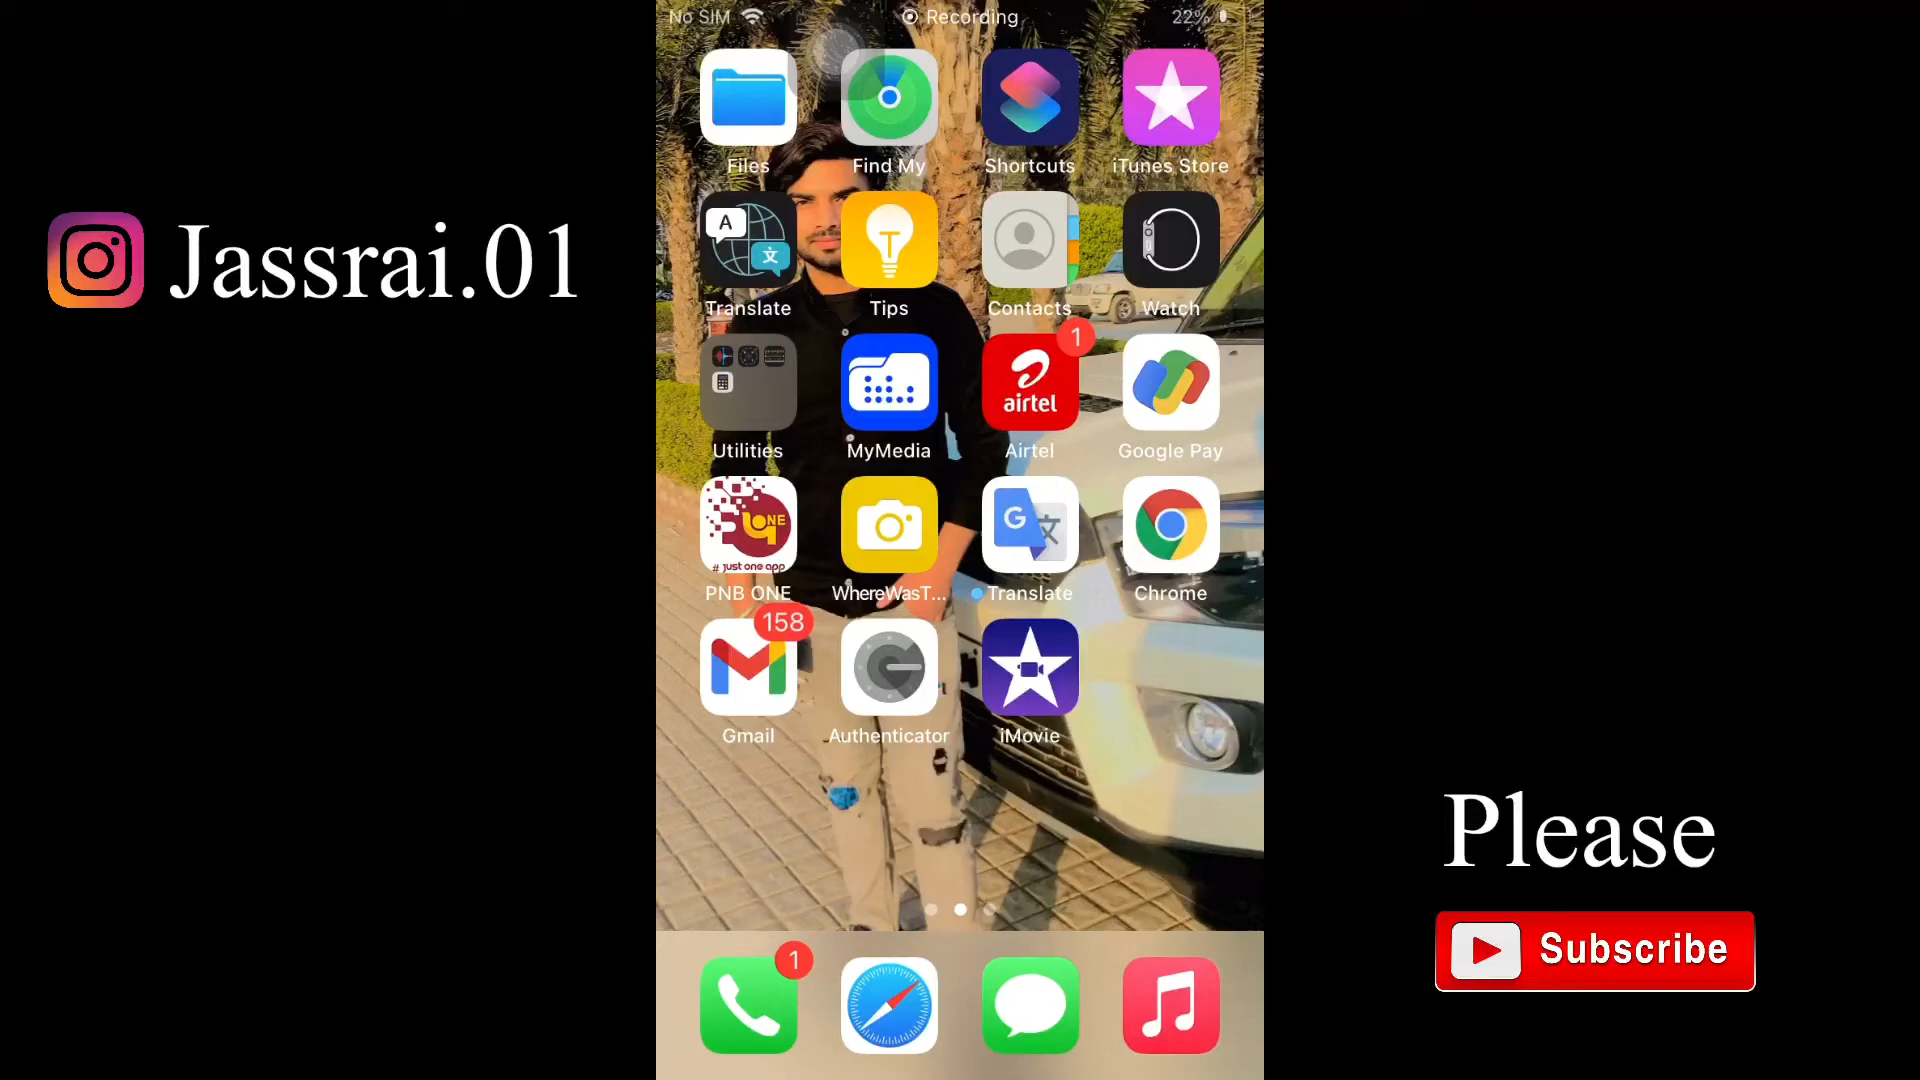 No SIM Recording 22%
Files Find My Shortcuts iTunes Store
A 文
T
Translate Tips Contacts Watch
1
airtel
Utilities MyMedia Airtel Google Pay
ONE
G 文
# just one app
PNB ONE WhereWasT... Translate Chrome
158
Gmail Authenticator iMovie
1
Jassrai.01
Please
Subscribe